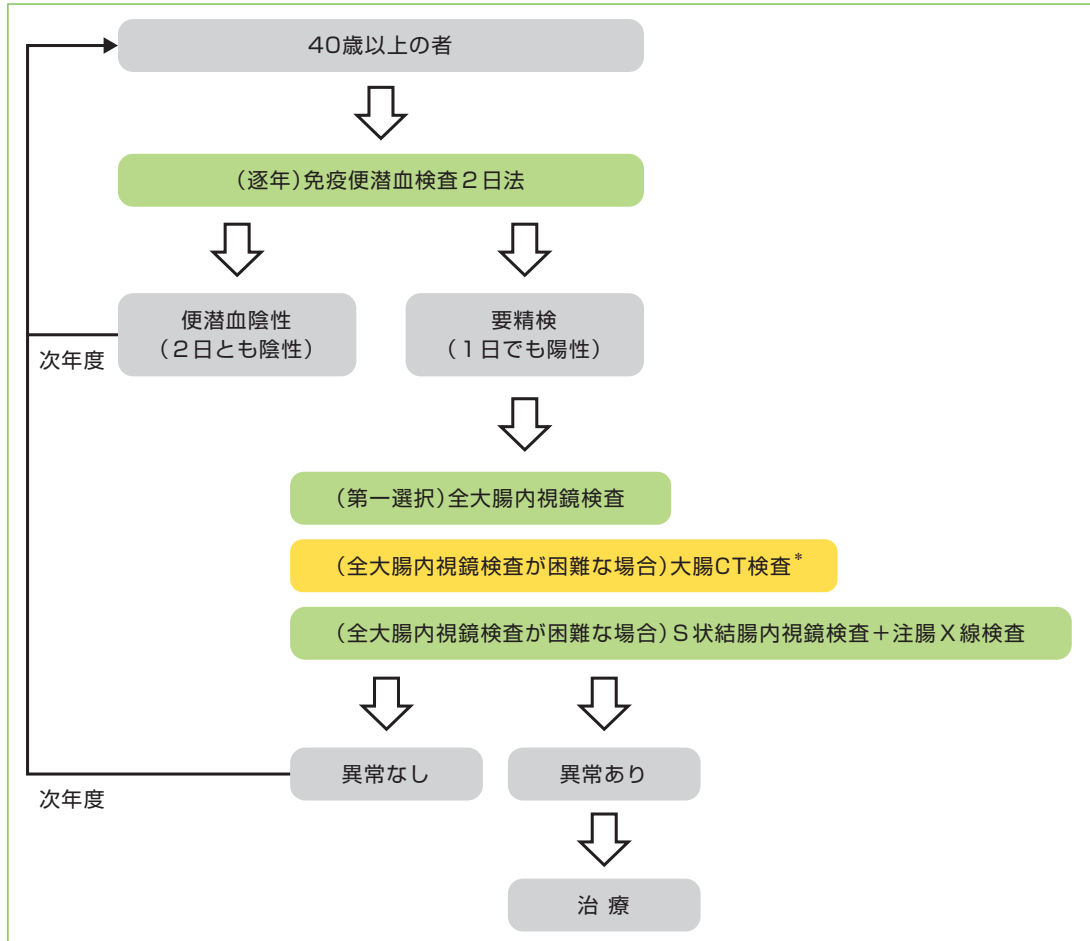 40歳以上の者
（逐年）免疫便潜血検査２日法
便潜血陰性
（２日とも陰性）
要精検
（１日でも陽性）
次年度
（第一選択）全大腸内視鏡検査
（全大腸内視鏡検査が困難な場合）大腸CT検査*
（全大腸内視鏡検査が困難な場合）Ｓ状結腸内視鏡検査＋注腸Ｘ線検査
異常なし
異常あり
次年度
治 療